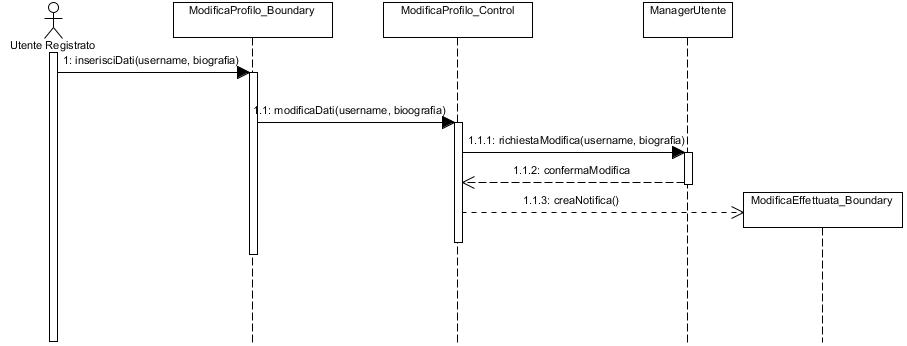 ModificaProfilo_Boundary
ModificaProfilo_Control
ManagerUtente
Utente Registrato
1: inserisciDati(username, biografia)
1.1: modificaDati(username, bioografia)
1.1.1: richiestaModifica(username, biografia)
1.1.2: confermaModifica
1.1.3: creaNotifica()
ModificaEffettuata_Boundary